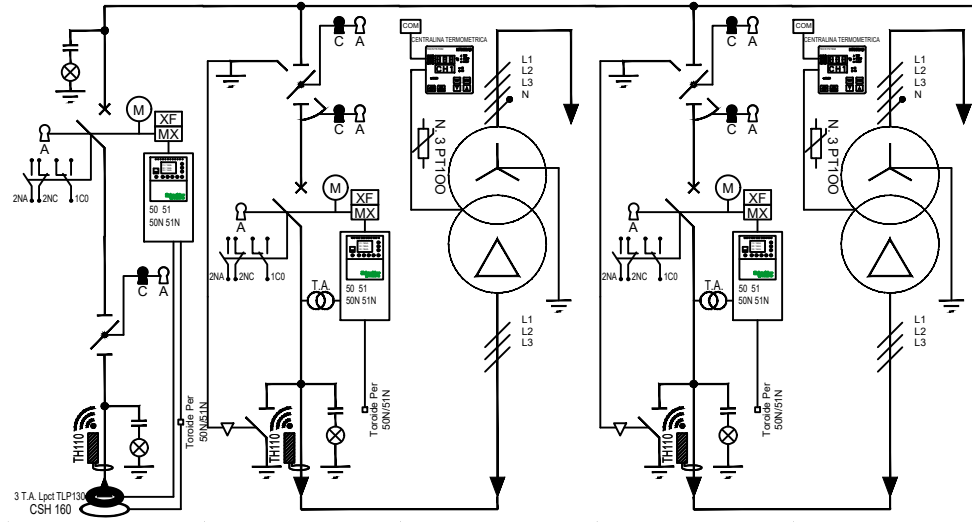 C A
COM
CENTRALINA TERMOMETRICA
CH1
L1
L2
L3
N
N. 3 PT100
C A
M
XF
MX
A
2NA 2NC 1C0
50 51
50N 51N
C A
M
XF
MX
A
2NA 2NC 1C0
T.A.
50 51
50N 51N
L1
L2
L3
C A
TH110
Toroide Per
50N/51N
3 T.A. Lpct TLP130
CSH 160
TH110
Toroide Per
50N/51N
C A
COM
CENTRALINA TERMOMETRICA
CH1
L1
L2
L3
N
N. 3 PT100
C A
M
XF
MX
A
2NA 2NC 1C0
T.A.
50 51
50N 51N
L1
L2
L3
TH110
Toroide Per
50N/51N